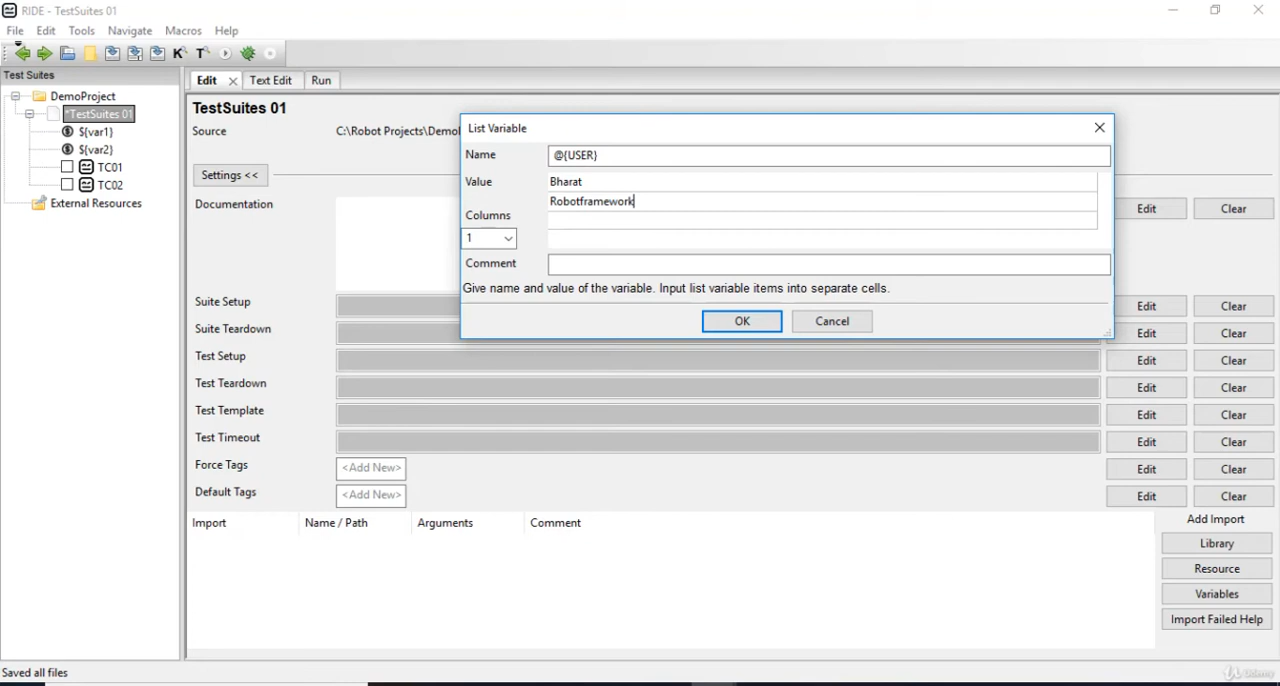 RIDE - TestSuites 01
File Edit Tools Navigate Macros Help
K T
Test Suites
DemoProject
*TestSuites 01
${var1}
${var2}
TC01
TC02
External Resources
Edit Text Edit Run
TestSuites 01
Source C:\Robot Projects\Demol
Settings <<
Documentation Edit Clear
Suite Setup Edit Clear
Suite Teardown Edit Clear
Test Setup Edit Clear
Test Teardown Edit Clear
Test Template Edit Clear
Test Timeout Edit Clear
Force Tags <Add New> Edit Clear
Default Tags <Add New> Edit Clear
List Variable
Name @{USER}
Value Bharat
Robotframework
Columns
1
Comment
Give name and value of the variable. Input list variable items into separate cells.
OK Cancel
Import Name / Path Arguments Comment
Add Import
Library
Resource
Variables
Import Failed Help
Saved all files
Udemy